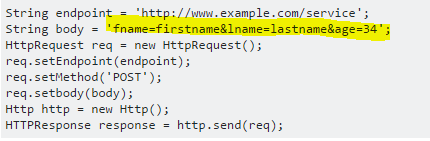 String endpoint = 'http://www.example.com/service';
String body = 'fname=firstname&lname=lastname&age=34';
HttpRequest req = new HttpRequest();
req.setEndpoint(endpoint);
req.setMethod('POST');
req.setbody(body);
Http http = new Http();
HTTPResponse response = http.send(req);